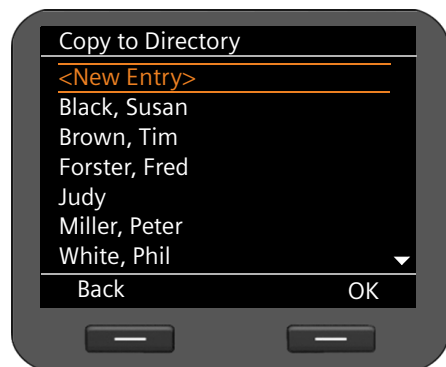 Copy to Directory
<New Entry>
Black, Susan
Brown, Tim
Forster, Fred
Judy
Miller, Peter
White, Phil
Back OK